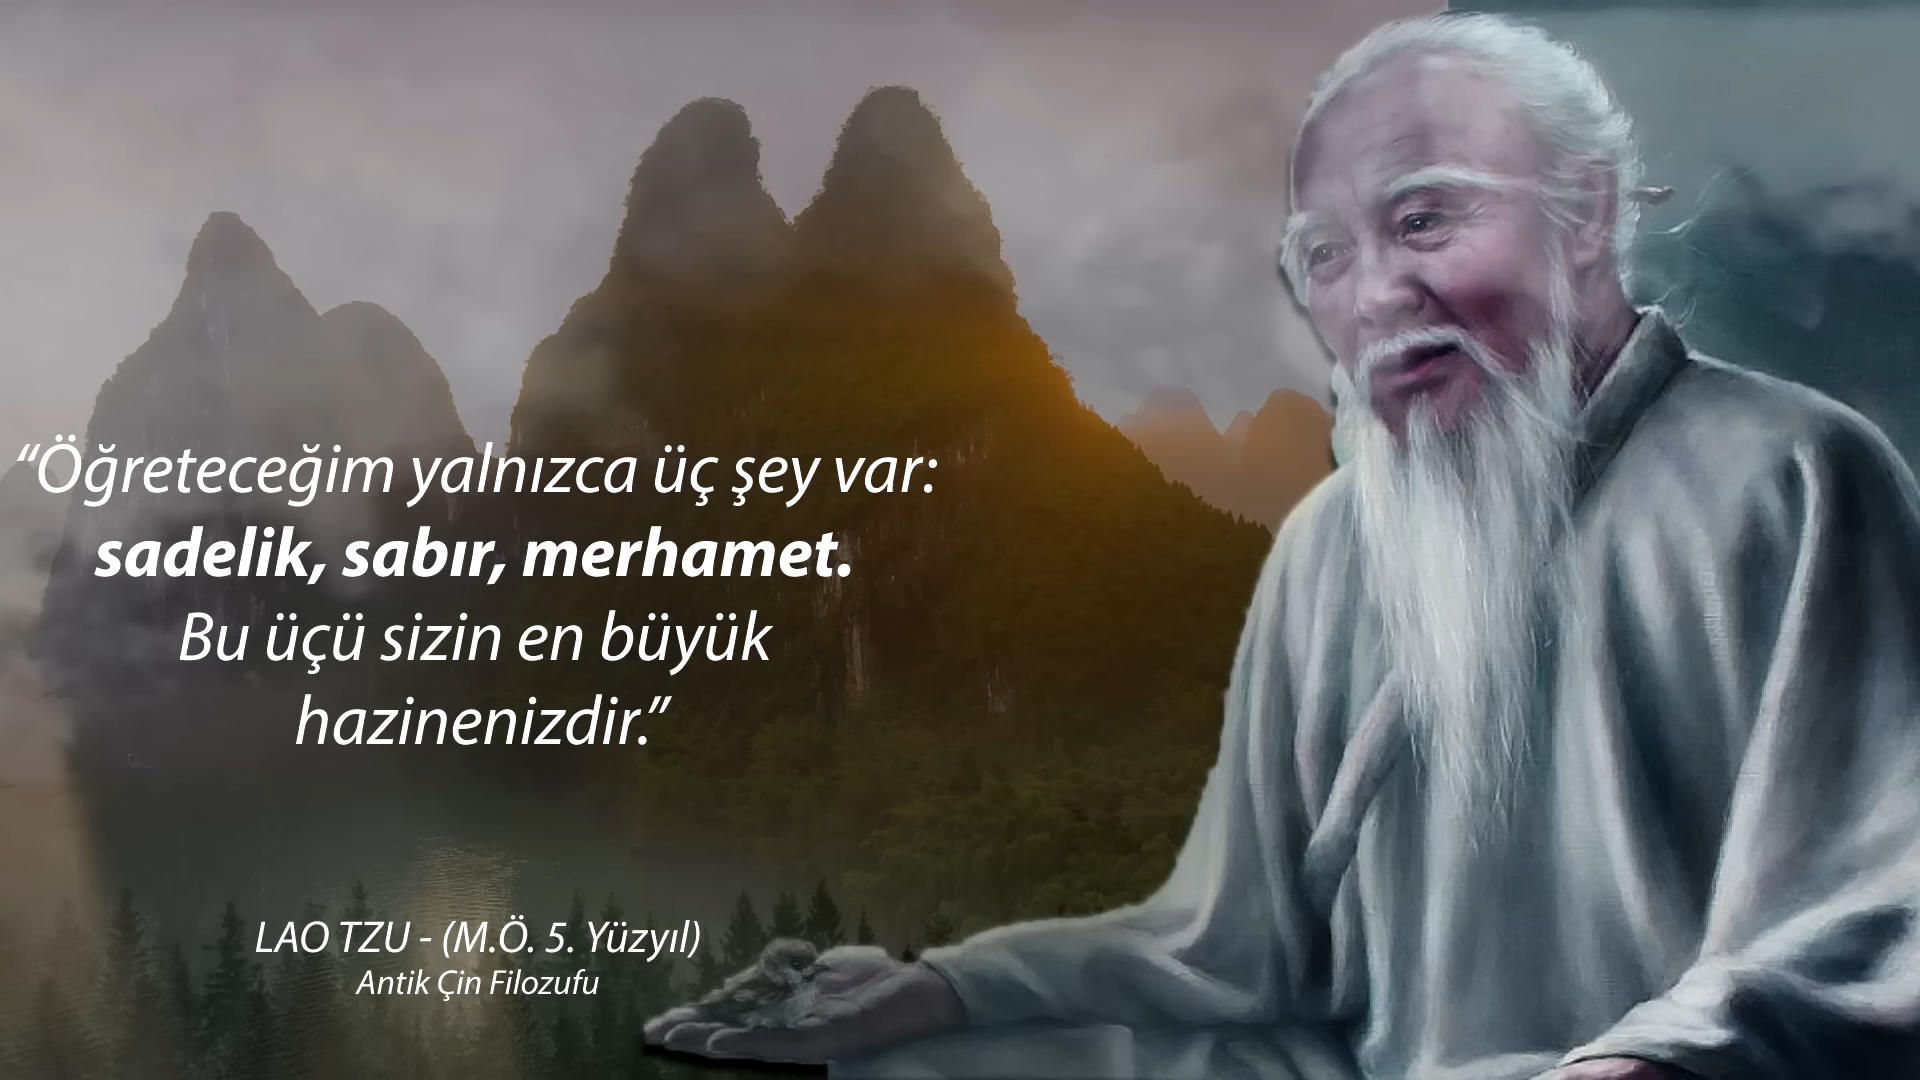 “Öğreteceğim yalnızca üç şey var:
sadelik, sabır, merhamet.
Bu üçü sizin en büyük
hazinenizdir.”
LAO TZU - (M.Ö. 5. Yüzyıl)
Antik Çin Filozufu